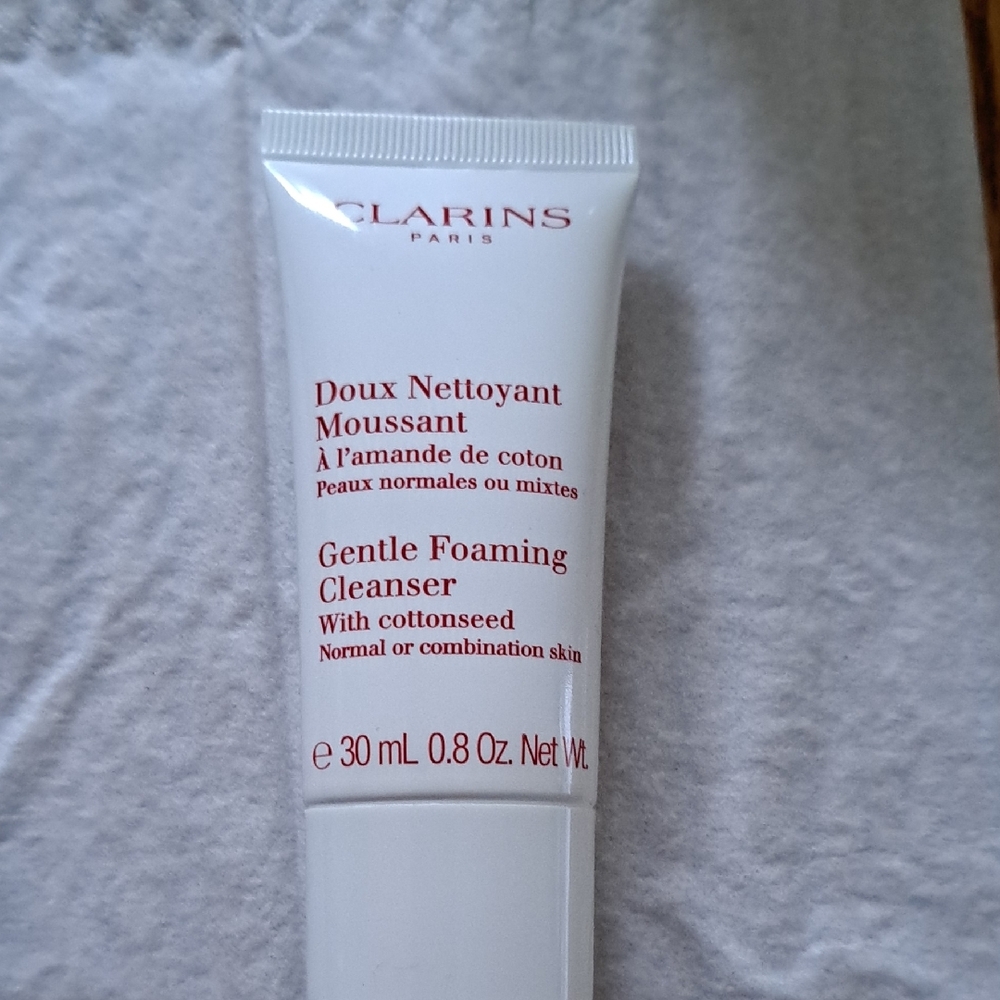 CLARINS
PARIS
Doux Nettoyant
Moussant
À l'amande de coton
Peaux normales ou mixtes
Gentle Foaming
Cleanser
With cottonseed
Normal or combination skin
℮ 30 mL 0.8 Oz. Net Wt.